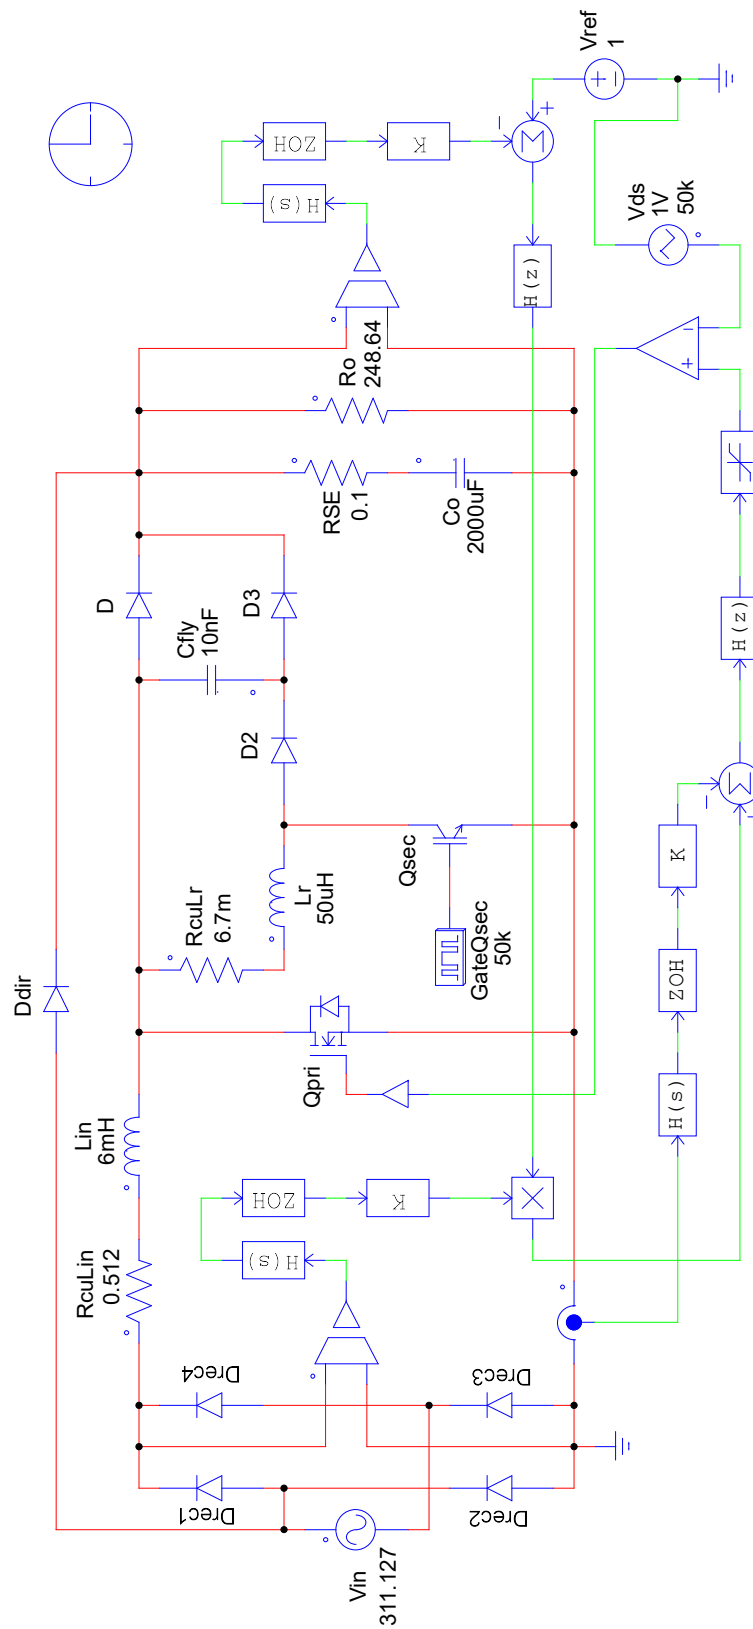 Ddir
RcuLin
0.512
Lin
6mH
D
Drec4
RcuLr
6.7m
Cfly
10nF
D3
D2
Drec1
H(s)
ZOH
K
Lr
50uH
RSE
0.1
Ro
248.64
H(s)
ZOH
K
Vin
311.127
Qpri
Qsec
Co
2000uF
GateQsec
50k
Drec2
Drec3
Σ
H(z)
Vref
1
Vds
1V
50k
H(s)
ZOH
K
Σ
H(z)